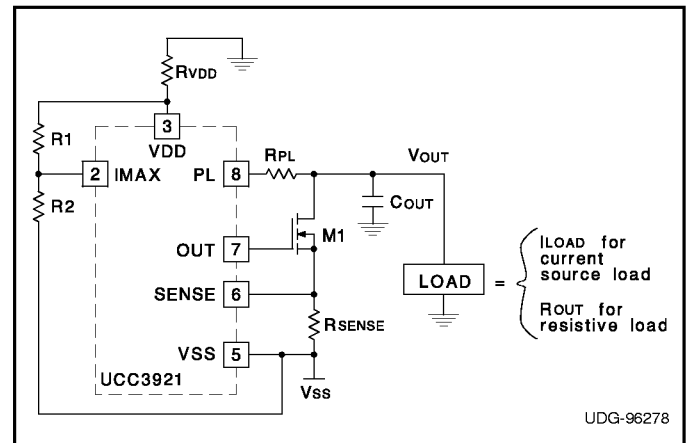 RVDD
R1
3
VDD
2
IMAX
PL
8
RPL
VOUT
R2
COUT
M1
OUT
7
LOAD
=
ILOAD for
current
source load
ROUT for
resistive load
SENSE
6
RSENSE
VSS
5
UCC3921
VSS
UDG-96278